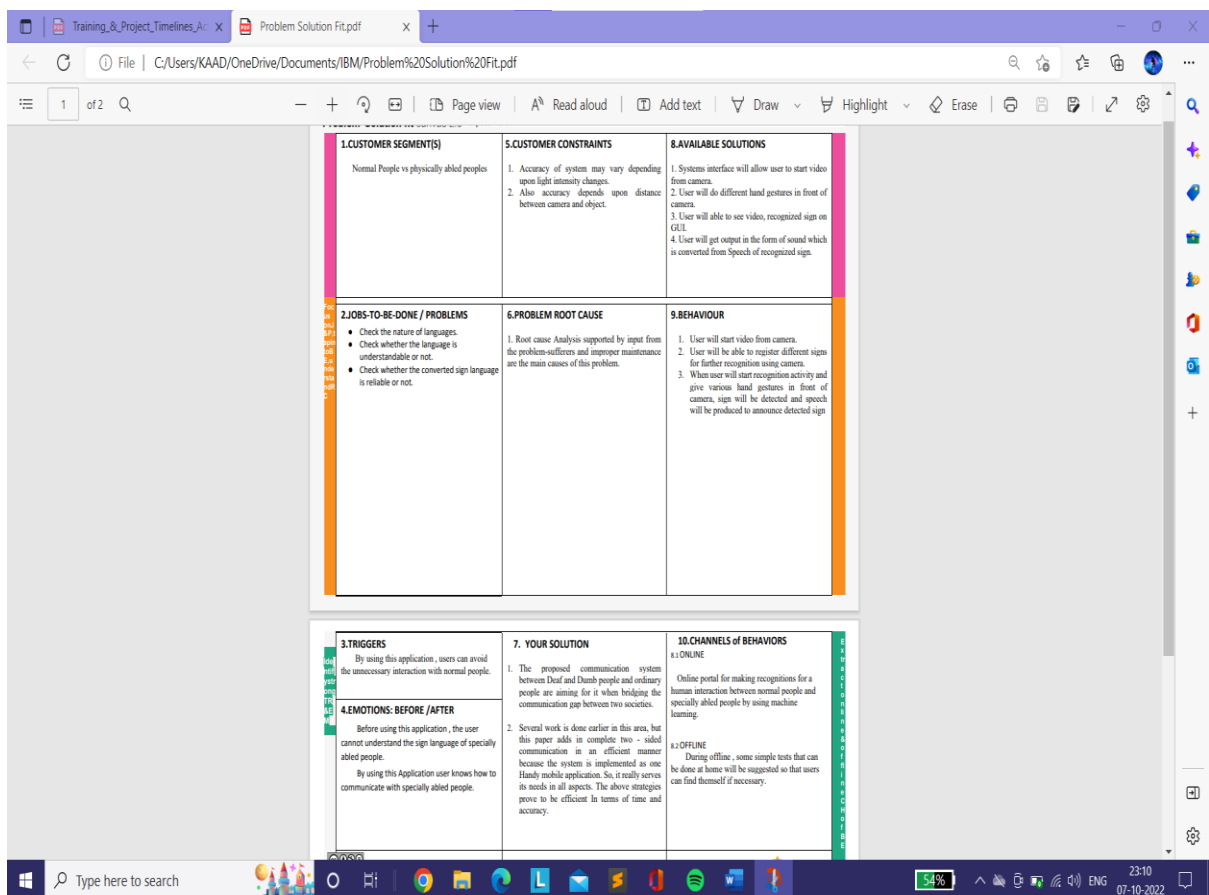 Training_&_Project_Timelines_Ac
Problem Solution Fit.pdf
File
C:/Users/KAAD/OneDrive/Documents/IBM/Problem%20Solution%20Fit.pdf
1 of 2
Page view
Read aloud
Add text
Draw
Highlight
Erase
1.CUSTOMER SEGMENT(S)
Normal People vs physically abled peoples
5.CUSTOMER CONSTRAINTS
1. Accuracy of system may vary depending
upon light intensity changes.
2. Also accuracy depends upon distance
between camera and object.
8.AVAILABLE SOLUTIONS
1. Systems interface will allow user to start video
from camera.
2. User will do different hand gestures in front of
camera.
3. User will able to see video, recognized sign on
GUI.
4. User will get output in the form of sound which
is converted from Speech of recognized sign.
2.JOBS-TO-BE-DONE / PROBLEMS
● Check the nature of languages.
● Check whether the language is
understandable or not.
● Check whether the converted sign language
is reliable or not.
6.PROBLEM ROOT CAUSE
1. Root cause Analysis supported by input from
the problem-sufferers and improper maintenance
are the main causes of this problem.
9.BEHAVIOUR
1. User will start video from camera.
2. User will be able to register different signs
for further recognition using camera.
3. When user will start recognition activity and
give various hand gestures in front of
camera, sign will be detected and speech
will be produced to announce detected sign
3.TRIGGERS
By using this application , users can avoid
the unnecessary interaction with normal people.
4.EMOTIONS: BEFORE /AFTER
Before using this application , the user
cannot understand the sign language of specially
abled people.
By using this Application user knows how to
communicate with specially abled people.
7. YOUR SOLUTION
1. The proposed communication system
between Deaf and Dumb people and ordinary
people are aiming for it when bridging the
communication gap between two societies.
2. Several work is done earlier in this area, but
this paper adds in complete two - sided
communication in an efficient manner
because the system is implemented as one
Handy mobile application. So, it really serves
its needs in all aspects. The above strategies
prove to be efficient In terms of time and
accuracy.
10.CHANNELS of BEHAVIORS
8.1 ONLINE
Online portal for making recognitions for a
human interaction between normal people and
specially abled people by using machine
learning.
8.2 OFFLINE
During offline , some simple tests that can
be done at home will be suggested so that users
can find themself if necessary.
Type here to search
54%
ENG
23:10
07-10-2022